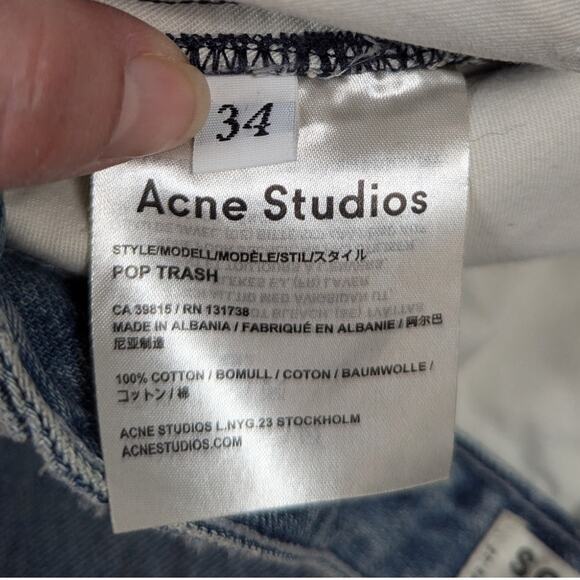 34
Acne Studios
STYLE/MODELL/MODÈLE/STIL/スタイル
POP TRASH
CA 39815 / RN 131738
MADE IN ALBANIA / FABRIQUÉ EN ALBANIE / 阿尔巴
尼亚制造
100% COTTON / BOMULL / COTON / BAUMWOLLE /
コットン / 棉
ACNE STUDIOS L.NYG.23 STOCKHOLM
ACNESTUDIOS.COM